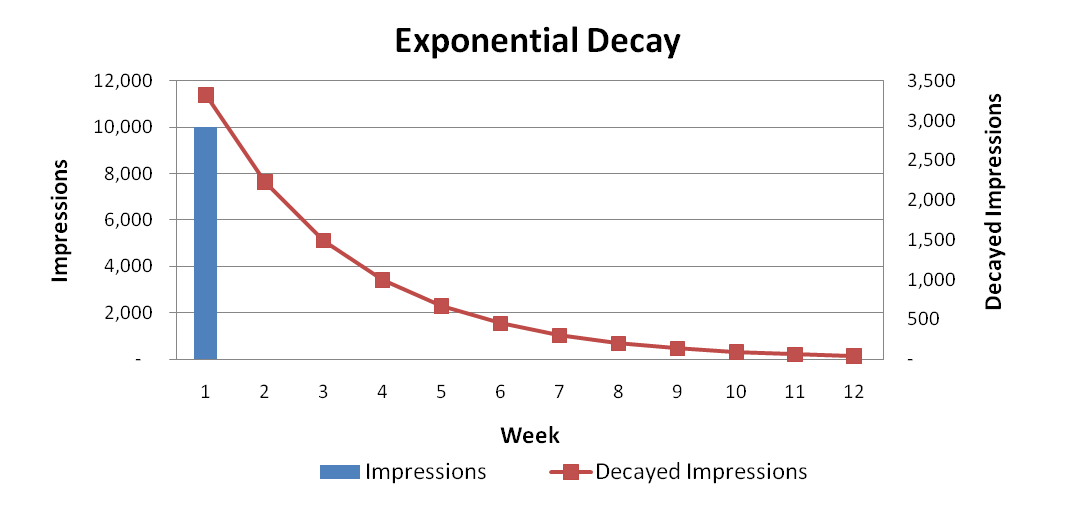 Exponential Decay
12,000
10,000
8,000
6,000
4,000
2,000
-
Impressions
3,500
3,000
2,500
2,000
1,500
1,000
500
-
Decayed Impressions
1 2 3 4 5 6 7 8 9 10 11 12
Week
Impressions Decayed Impressions